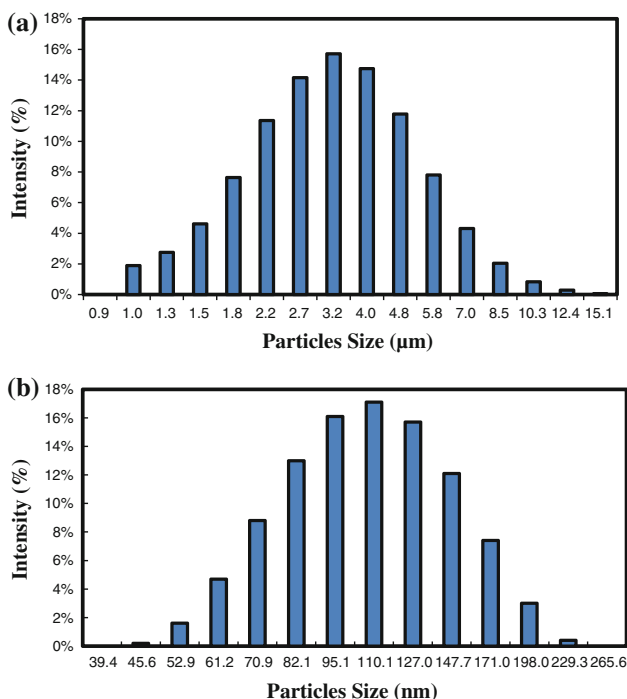 (a)
18%
16%
14%
12%
10%
8%
6%
4%
2%
0%
Intensity (%)
0.9 1.0 1.3 1.5 1.8 2.2 2.7 3.2 4.0 4.8 5.8 7.0 8.5 10.3 12.4 15.1
Particles Size (µm)
(b)
18%
16%
14%
12%
10%
8%
6%
4%
2%
0%
Intensity (%)
39.4 45.6 52.9 61.2 70.9 82.1 95.1 110.1 127.0 147.7 171.0 198.0 229.3 265.6
Particles Size (nm)